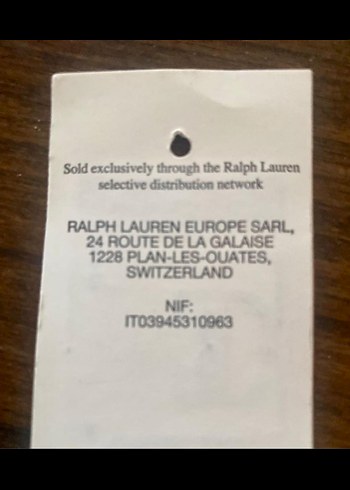 Sold exclusively through the Ralph Lauren
selective distribution network
RALPH LAUREN EUROPE SARL,
24 ROUTE DE LA GALAISE
1228 PLAN-LES-OUATES,
SWITZERLAND
NIF:
IT03945310963